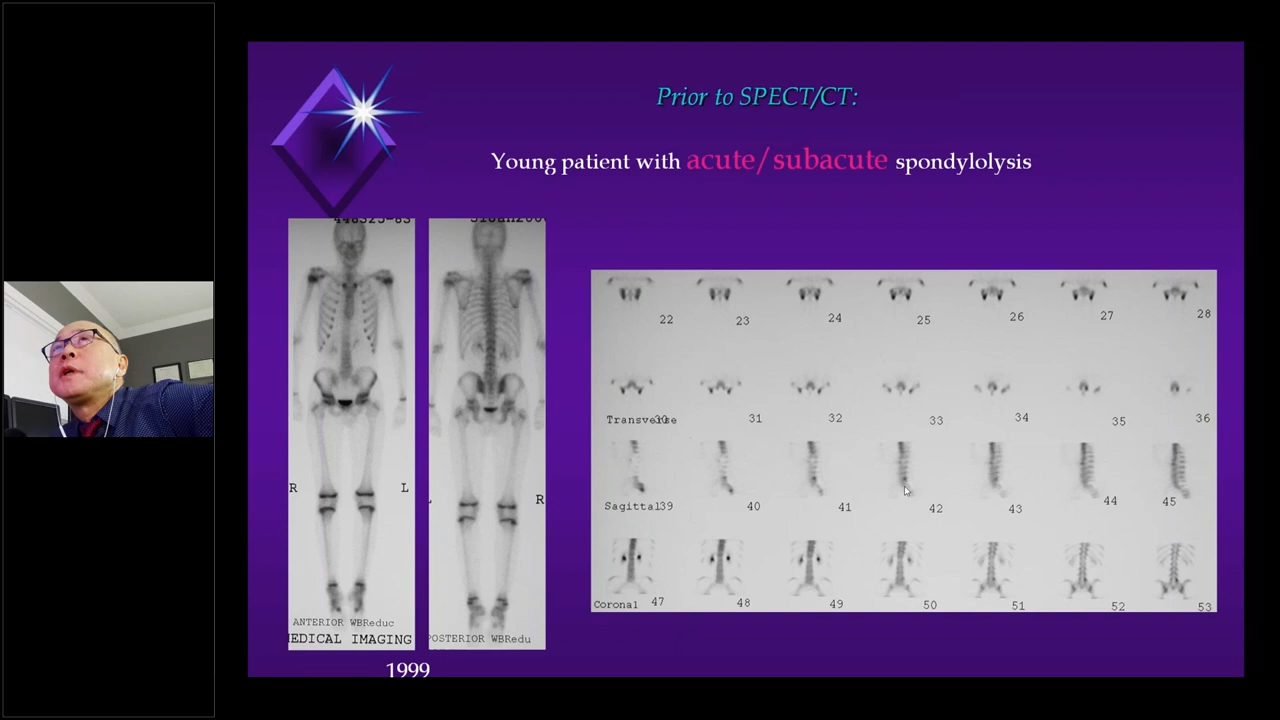 Prior to SPECT/CT:
Young patient with acute/subacute spondylolysis
R
L
R
ANTERIOR WBReduc
MEDICAL IMAGING
POSTERIOR WBRedu
1999
22 23 24 25 26 27 28
Transverse 30 31 32 33 34 35 36
Sagittal 39 40 41 42 43 44 45
Coronal 47 48 49 50 51 52 53